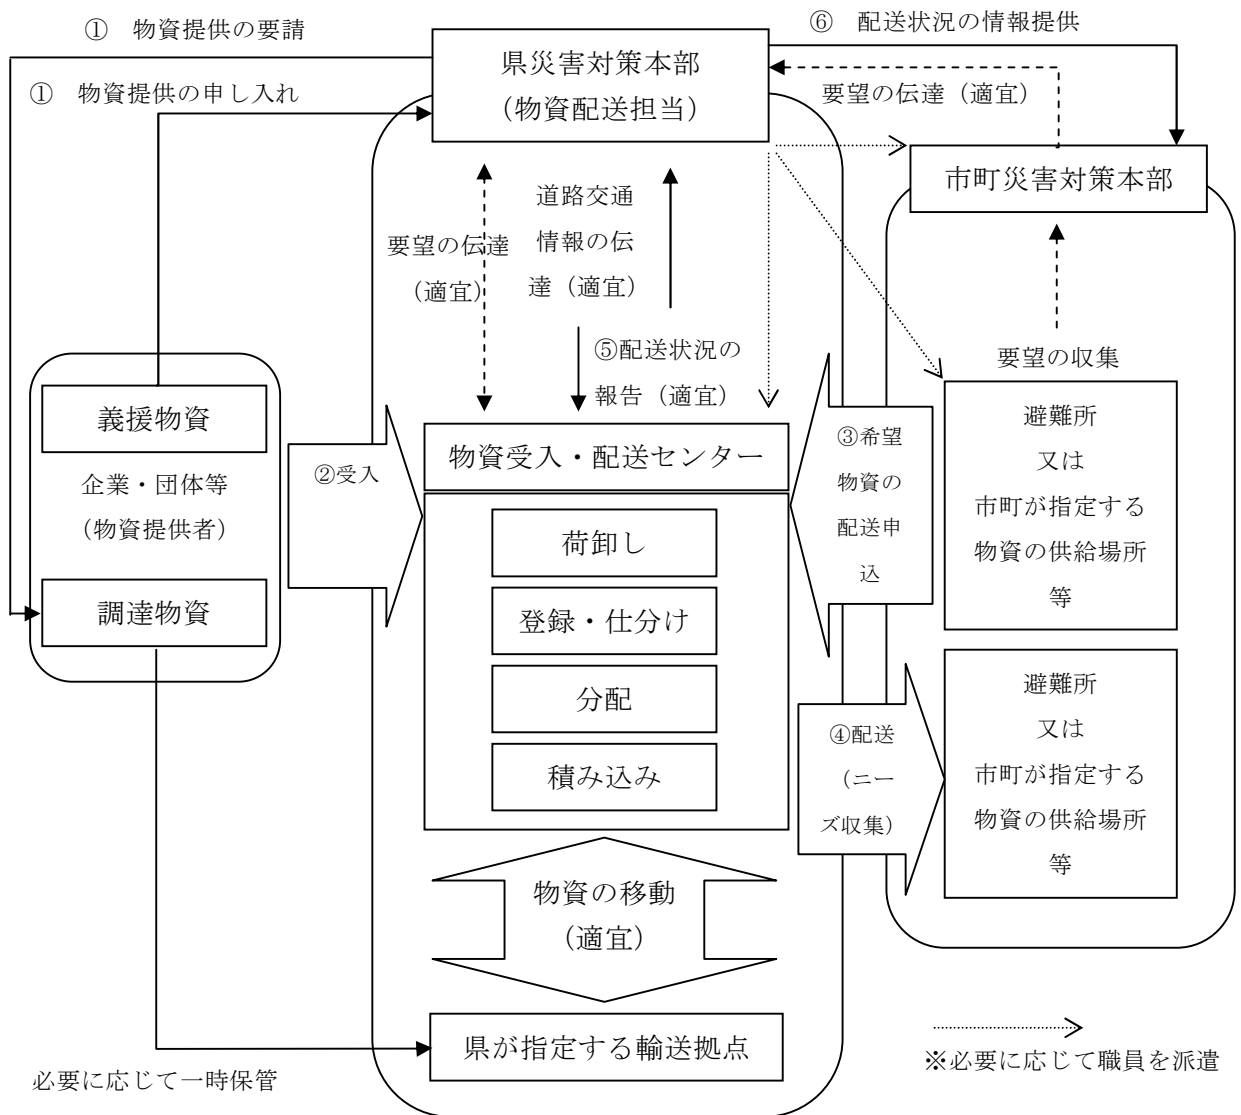 ① 物資提供の要請
⑥ 配送状況の情報提供
県災害対策本部
(物資配送担当)
① 物資提供の申し入れ
要望の伝達(適宜)
市町災害対策本部
要望の伝達
(適宜)
道路交通
情報の伝
達(適宜)
⑤配送状況の
報告(適宜)
要望の収集
義援物資
企業・団体等
(物資提供者)
調達物資
②受入
物資受入・配送センター
荷卸し
登録・仕分け
分配
積み込み
③希望
物資の
配送申
込
避難所
又は
市町が指定する
物資の供給場所
等
④配送
(ニー
ズ収集)
避難所
又は
市町が指定する
物資の供給場所
等
物資の移動
(適宜)
県が指定する輸送拠点
必要に応じて一時保管
※必要に応じて職員を派遣